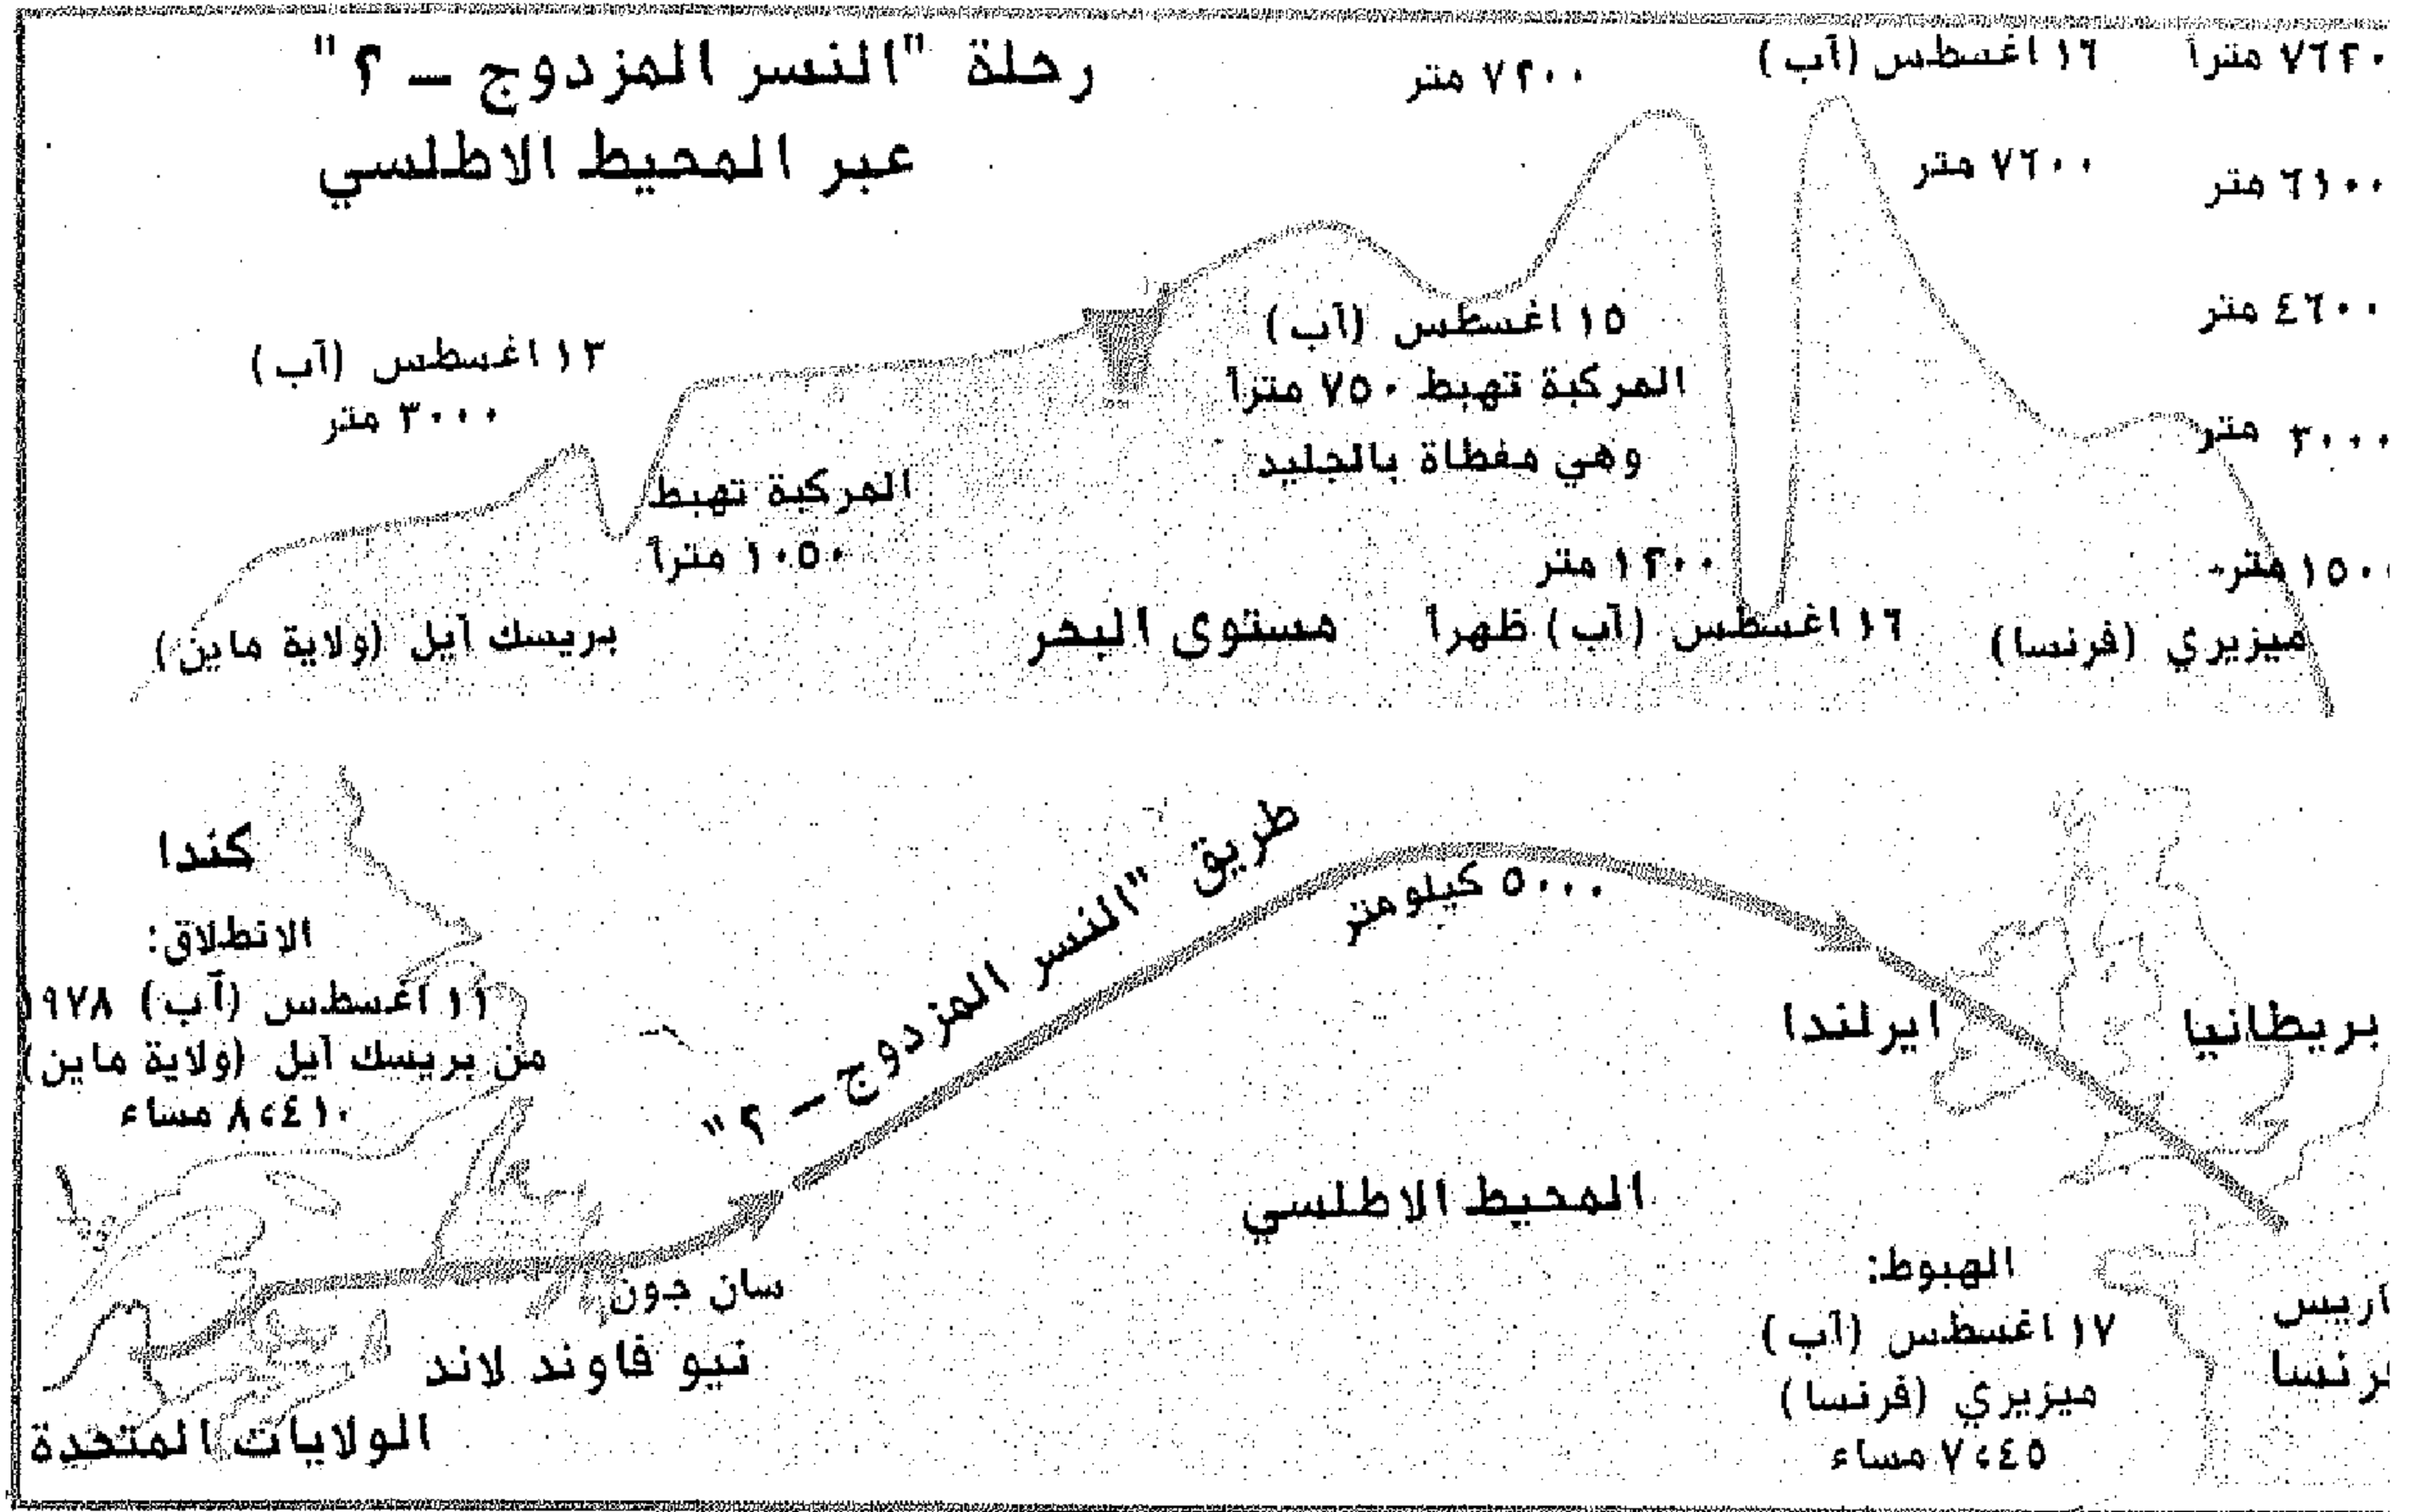 رحلة "النسر المزدوج - ٢"
عبر المحيط الاطلسي
٧٢٠٠ متر
١٦ اغسطس (آب)
٧٦٠٠ متر
٧٦٢٠ مترا
٦١٠٠ متر
٤٦٠٠ متر
٣٠٠٠ متر
١٥٠٠ متر
١٣ اغسطس (آب)
٣٠٠٠ متر
المركبة تهبط
١٠٥٠ مترا
١٥ اغسطس (آب)
المركبة تهبط ٧٥٠ مترا
وهي مغطاة بالجليد
١٢٠٠ متر
١٦ اغسطس (آب) ظهرا
بريسك آيل (ولاية ماين)
مستوى البحر
ميزيري (فرنسا)
كندا
الانطلاق:
١١ اغسطس (آب) ١٩٧٨
من بريسك آيل (ولاية ماين)
٨،٤١٠ مساء
طريق "النسر المزدوج - ٢"
٥٠٠٠ كيلومتر
ايرلندا
بريطانيا
المحيط الاطلسي
سان جون
نيو فاوند لاند
الولايات المتحدة
الهبوط:
١٧ اغسطس (آب)
ميزيري (فرنسا)
٧،٤٥ مساء
اريس
رنسا